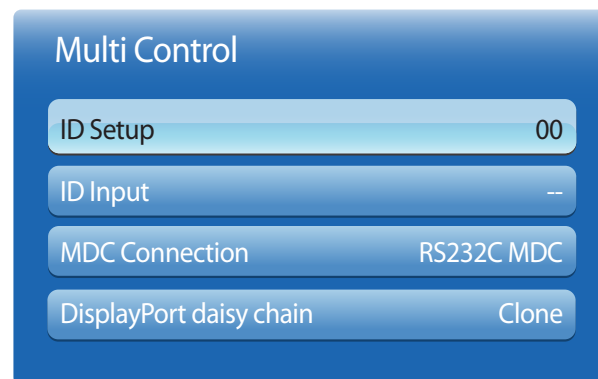 Multi Control
ID Setup 00
ID Input --
MDC Connection RS232C MDC
DisplayPort daisy chain Clone